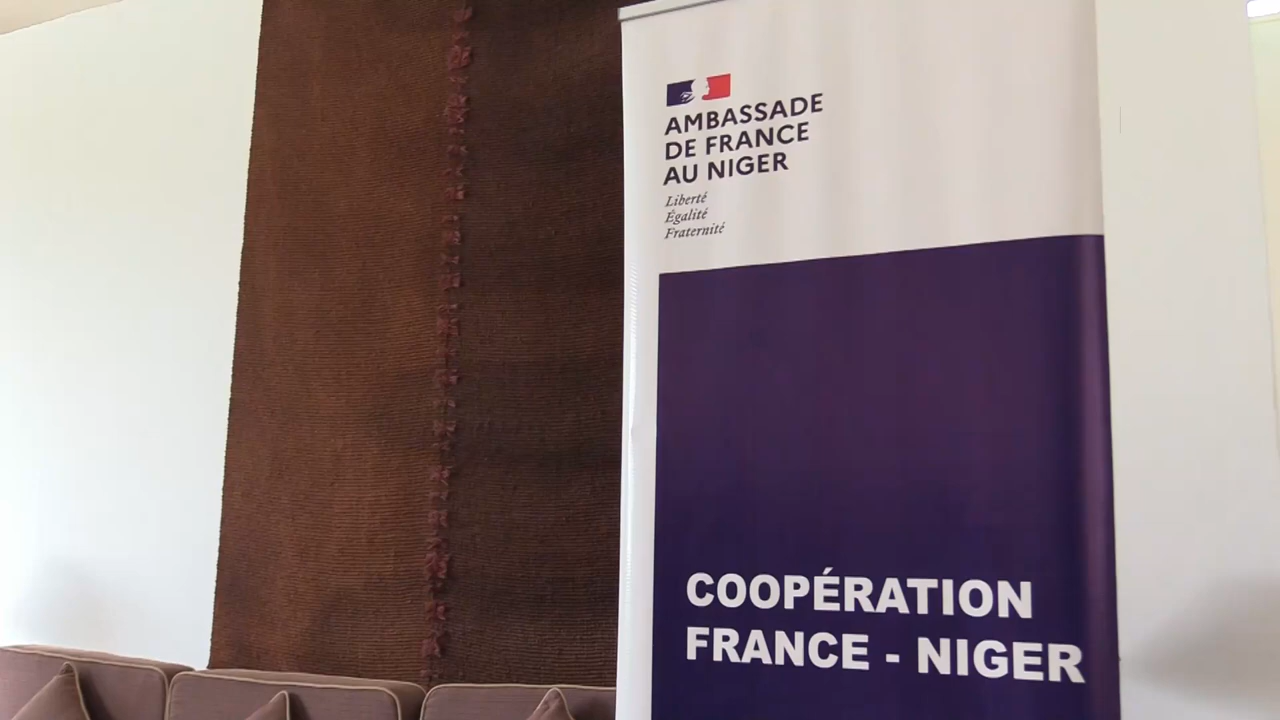 AMBASSADE
DE FRANCE
AU NIGER
Liberté
Égalité
Fraternité
COOPÉRATION
FRANCE - NIGER